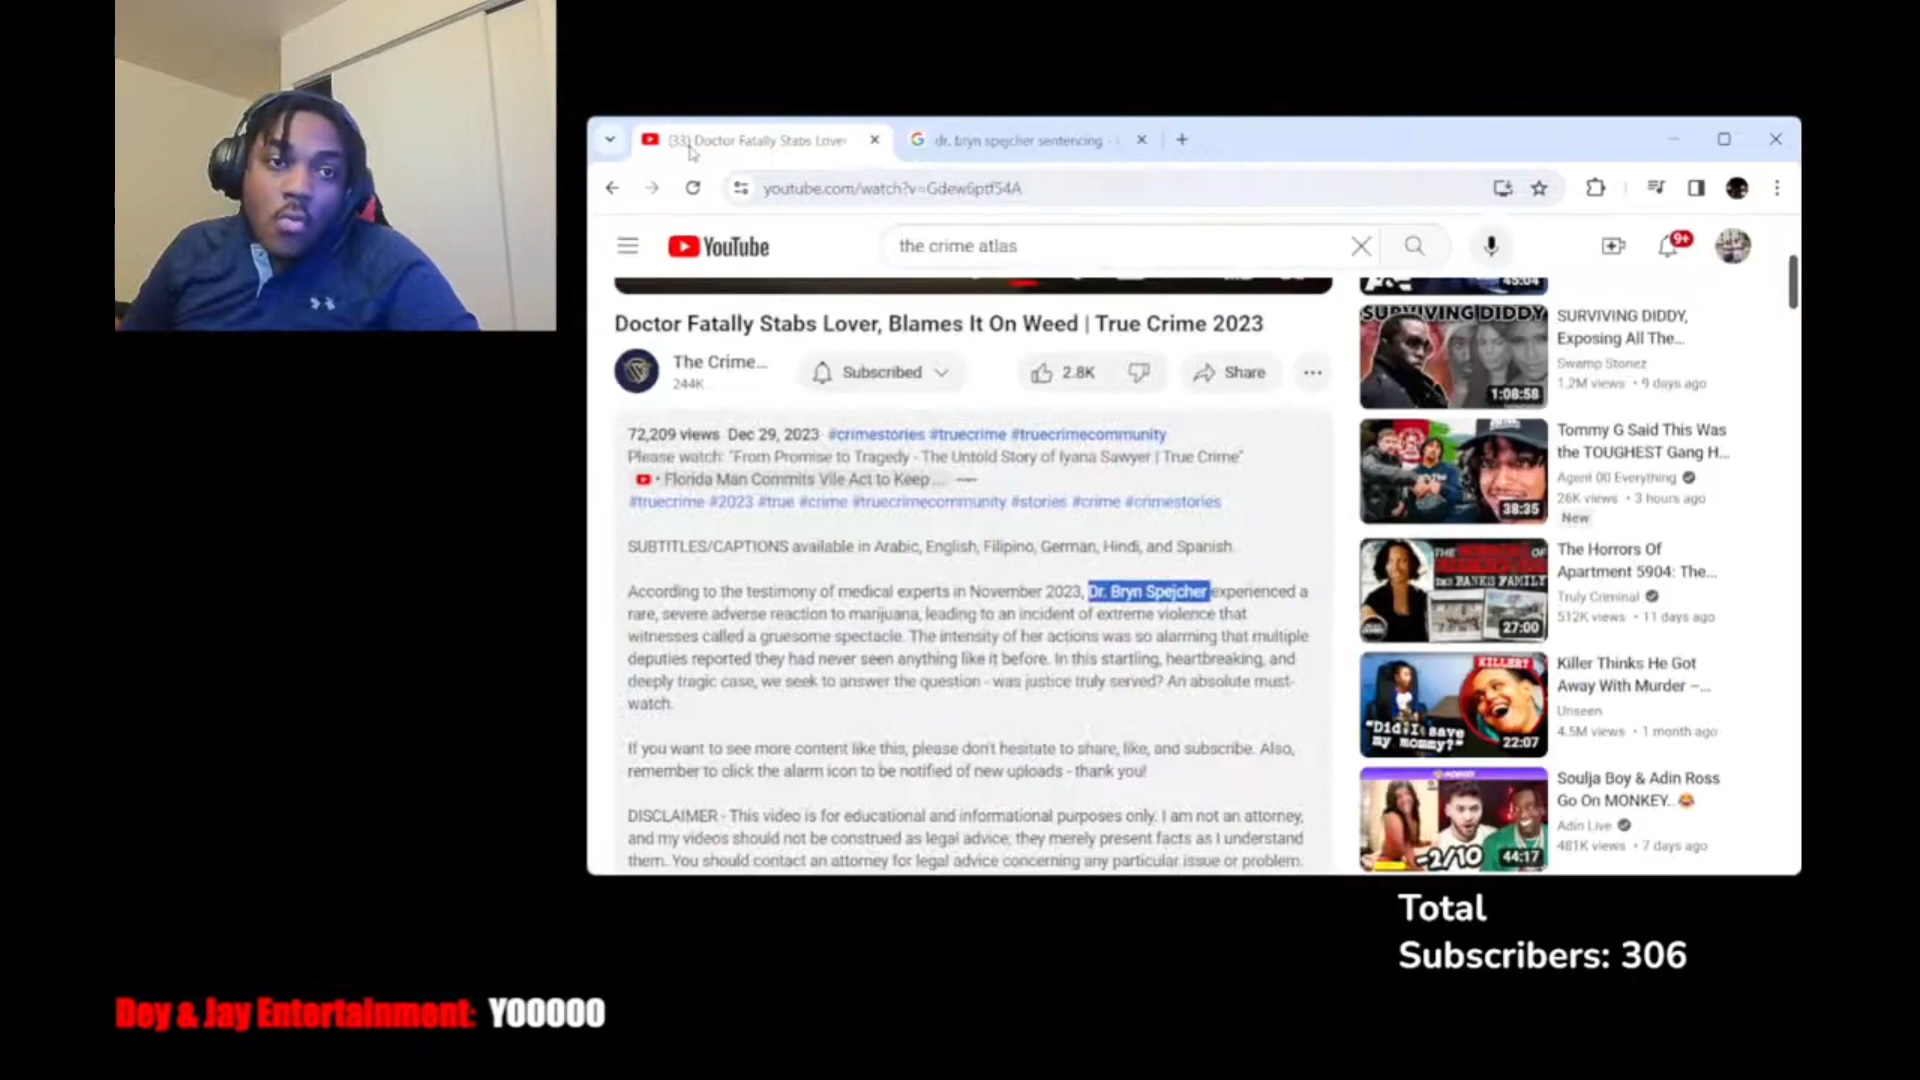 (33) Doctor Fatally Stabs Lover
dr. bryn spejcher sentencing -
youtube.com/watch?v=Gdew6ptf54A
YouTube
the crime atlas
9+
Doctor Fatally Stabs Lover, Blames It On Weed | True Crime 2023
The Crime...
244K
Subscribed
2.8K
Share
72,209 views Dec 29, 2023 #crimestories #truecrime #truecrimecommunity
Please watch: "From Promise to Tragedy - The Untold Story of Iyana Sawyer | True Crime"
• Florida Man Commits Vile Act to Keep ...
#truecrime #2023 #true #crime #truecrimecommunity #stories #crime #crimestories
SUBTITLES/CAPTIONS available in Arabic, English, Filipino, German, Hindi, and Spanish.
According to the testimony of medical experts in November 2023, Dr. Bryn Spejcher experienced a
rare, severe adverse reaction to marijuana, leading to an incident of extreme violence that
witnesses called a gruesome spectacle. The intensity of her actions was so alarming that multiple
deputies reported they had never seen anything like it before. In this startling, heartbreaking, and
deeply tragic case, we seek to answer the question - was justice truly served? An absolute must-
watch.
If you want to see more content like this, please don't hesitate to share, like, and subscribe. Also,
remember to click the alarm icon to be notified of new uploads - thank you!
DISCLAIMER - This video is for educational and informational purposes only. I am not an attorney,
and my videos should not be construed as legal advice; they merely present facts as I understand
them. You should contact an attorney for legal advice concerning any particular issue or problem.
45:04
SURVIVING DIDDY
1:08:58
SURVIVING DIDDY,
Exposing All The...
Swamp Stonez
1.2M views • 9 days ago
38:35
Tommy G Said This Was
the TOUGHEST Gang H...
Agent 00 Everything
26K views • 3 hours ago
New
THE
OF
BANKS FAMILY
27:00
The Horrors Of
Apartment 5904: The...
Truly Criminal
512K views • 11 days ago
KILLER?
"Did I save
my mommy?"
22:07
Killer Thinks He Got
Away With Murder –...
Unseen
4.5M views • 1 month ago
-2/10
44:17
Soulja Boy & Adin Ross
Go On MONKEY..😂
Adin Live
481K views • 7 days ago
Total
Subscribers: 306
Dey & Jay Entertainment: YOOOOO